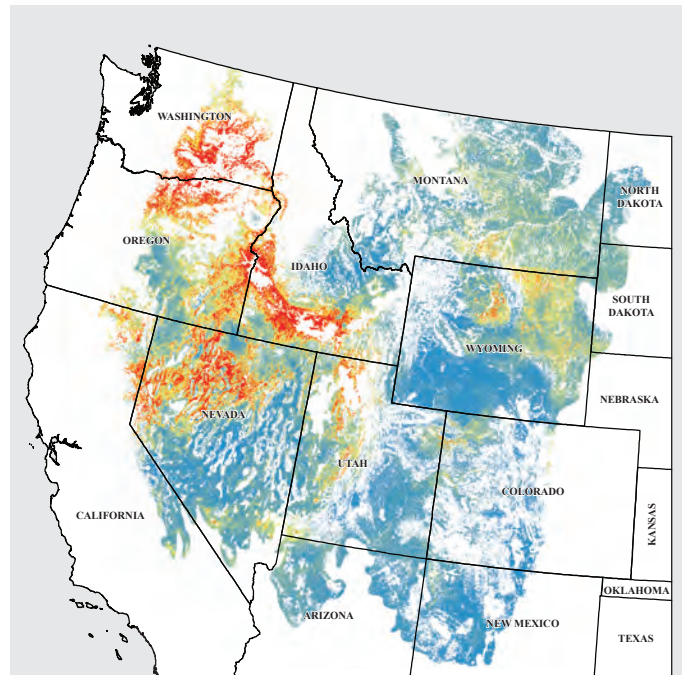 WASHINGTON
MONTANA
NORTH
DAKOTA
OREGON
IDAHO
SOUTH
DAKOTA
WYOMING
NEBRASKA
NEVADA
UTAH
COLORADO
CALIFORNIA
KANSAS
OKLAHOMA
ARIZONA
NEW MEXICO
TEXAS